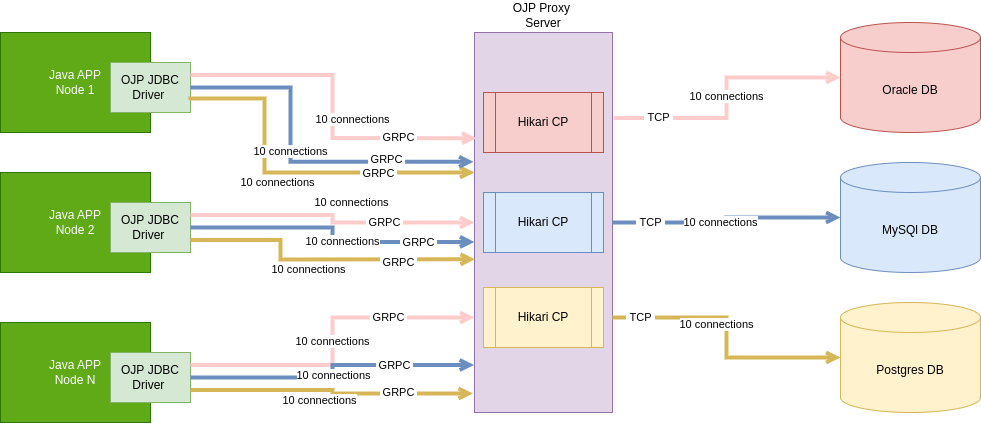 OJP Proxy
Server
Java APP
Node 1
OJP JDBC
Driver
10 connections
GRPC
10 connections
GRPC
10 connections
GRPC
Hikari CP
TCP
10 connections
Oracle DB
Java APP
Node 2
OJP JDBC
Driver
10 connections
GRPC
10 connections
GRPC
10 connections
GRPC
Hikari CP
TCP
10 connections
MySQl DB
Java APP
Node N
OJP JDBC
Driver
GRPC
10 connections
GRPC
10 connections
GRPC
10 connections
Hikari CP
TCP
10 connections
Postgres DB